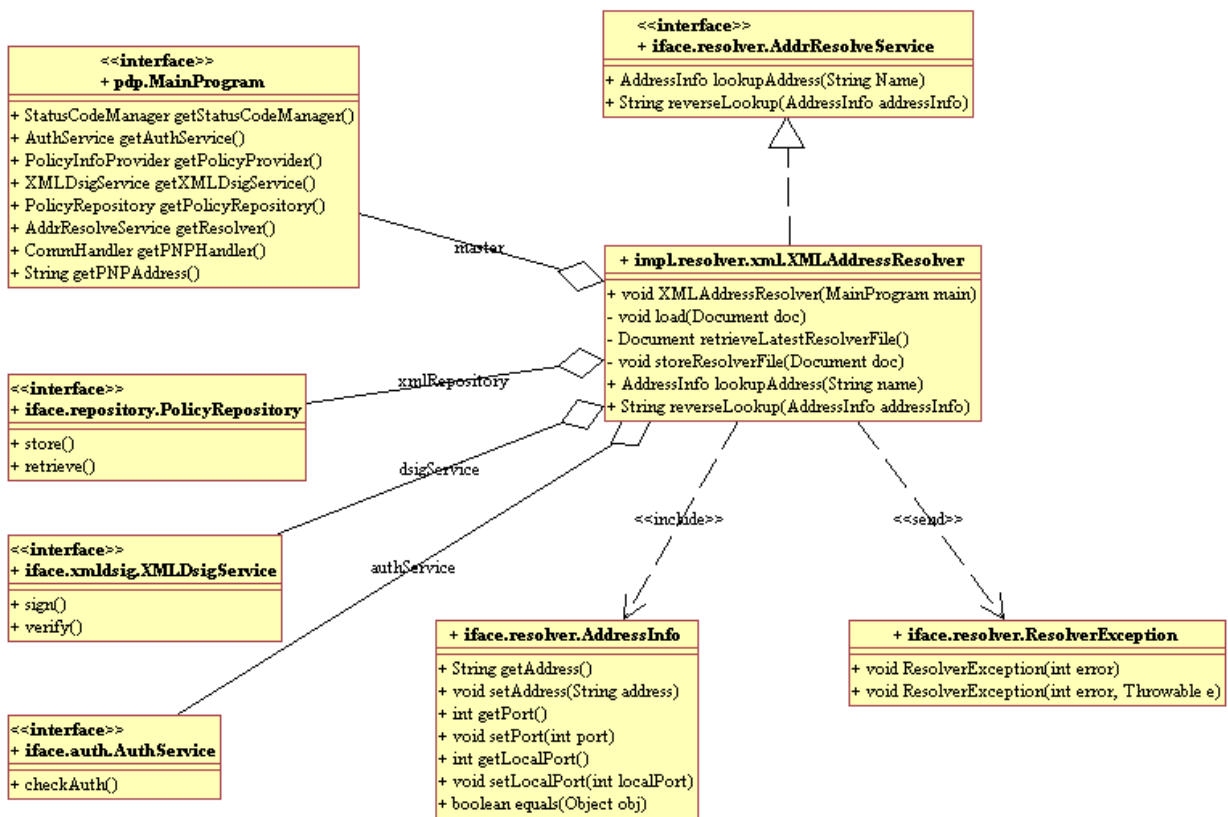 <<interface>>
+ pdp.MainProgram
+ StatusCodeManager getStatusCodeManager()
+ AuthService getAuthService()
+ PolicyInfoProvider getPolicyProvider()
+ XMLDsigService getXMLDsigService()
+ PolicyRepository getPolicyRepository()
+ AddrResolveService getResolver()
+ CommHandler getPNPHandler()
+ String getPNPAddress()
<<interface>>
+ iface.resolver.AddrResolveService
+ AddressInfo lookupAddress(String Name)
+ String reverseLookup(AddressInfo addressInfo)
master
+ impl.resolver.xml.XMLAddressResolver
+ void XMLAddressResolver(MainProgram main)
- void load(Document doc)
- Document retrieveLatestResolverFile()
- void storeResolverFile(Document doc)
+ AddressInfo lookupAddress(String name)
+ String reverseLookup(AddressInfo addressInfo)
xmlRepository
<<interface>>
+ iface.repository.PolicyRepository
+ store()
+ retrieve()
dsigService
<<interface>>
+ iface.xmldsig.XMLDsigService
+ sign()
+ verify()
authService
<<interface>>
+ iface.auth.AuthService
+ checkAuth()
<<include>>
<<send>>
+ iface.resolver.AddressInfo
+ String getAddress()
+ void setAddress(String address)
+ int getPort()
+ void setPort(int port)
+ int getLocalPort()
+ void setLocalPort(int localPort)
+ boolean equals(Object obj)
+ iface.resolver.ResolverException
+ void ResolverException(int error)
+ void ResolverException(int error, Throwable e)